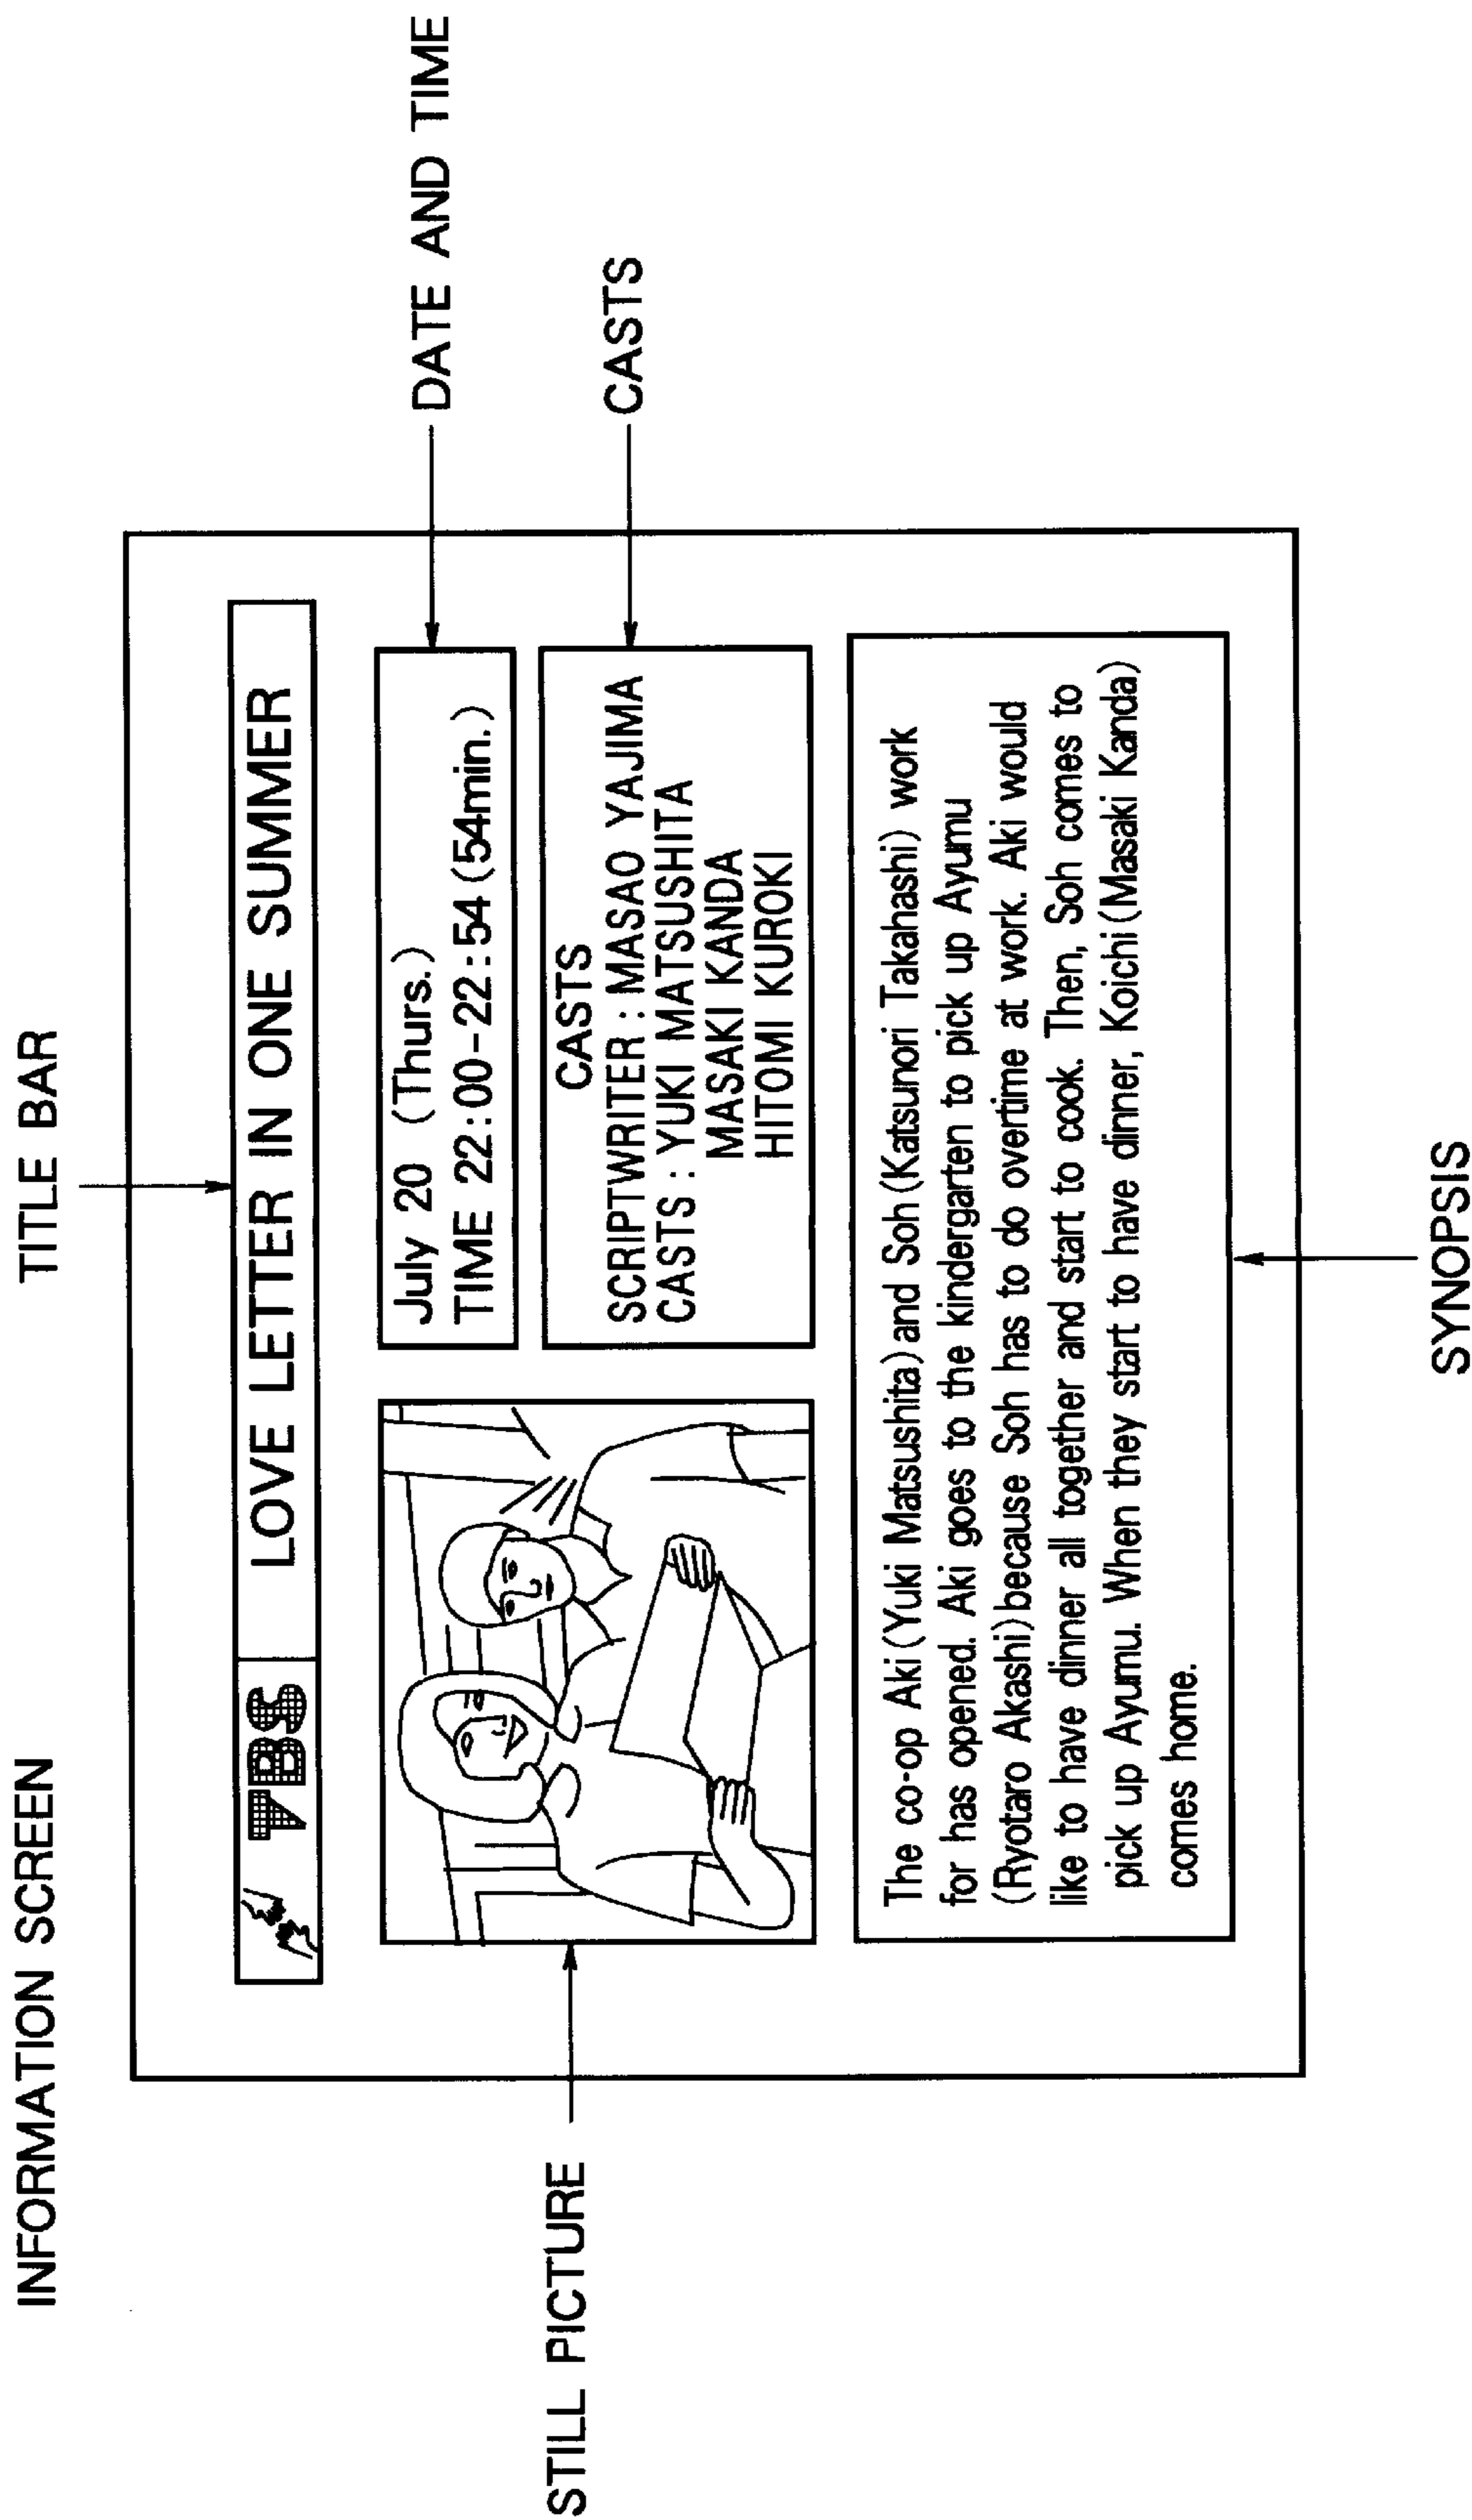 INFORMATION SCREEN
TITLE BAR
TBS LOVE LETTER IN ONE SUMMER
STILL PICTURE
July 20 (Thurs.)
TIME 22:00-22:54 (54min.)
DATE AND TIME
CASTS
SCRIPTWRITER : MASAO YAJIMA
CASTS : YUKI MATSUSHITA
MASAKI KANDA
HITOMI KUROKI
CASTS
The co-op Aki (Yuki Matsushita) and Soh (Katsunori Takahashi) work
for has opened. Aki goes to the kindergarten to pick up Ayumu
(Ryotaro Akashi) because Soh has to do overtime at work. Aki would
like to have dinner all together and start to cook. Then, Soh comes to
pick up Ayumu. When they start to have dinner, Koichi (Masaki Kanda)
comes home.
SYNOPSIS